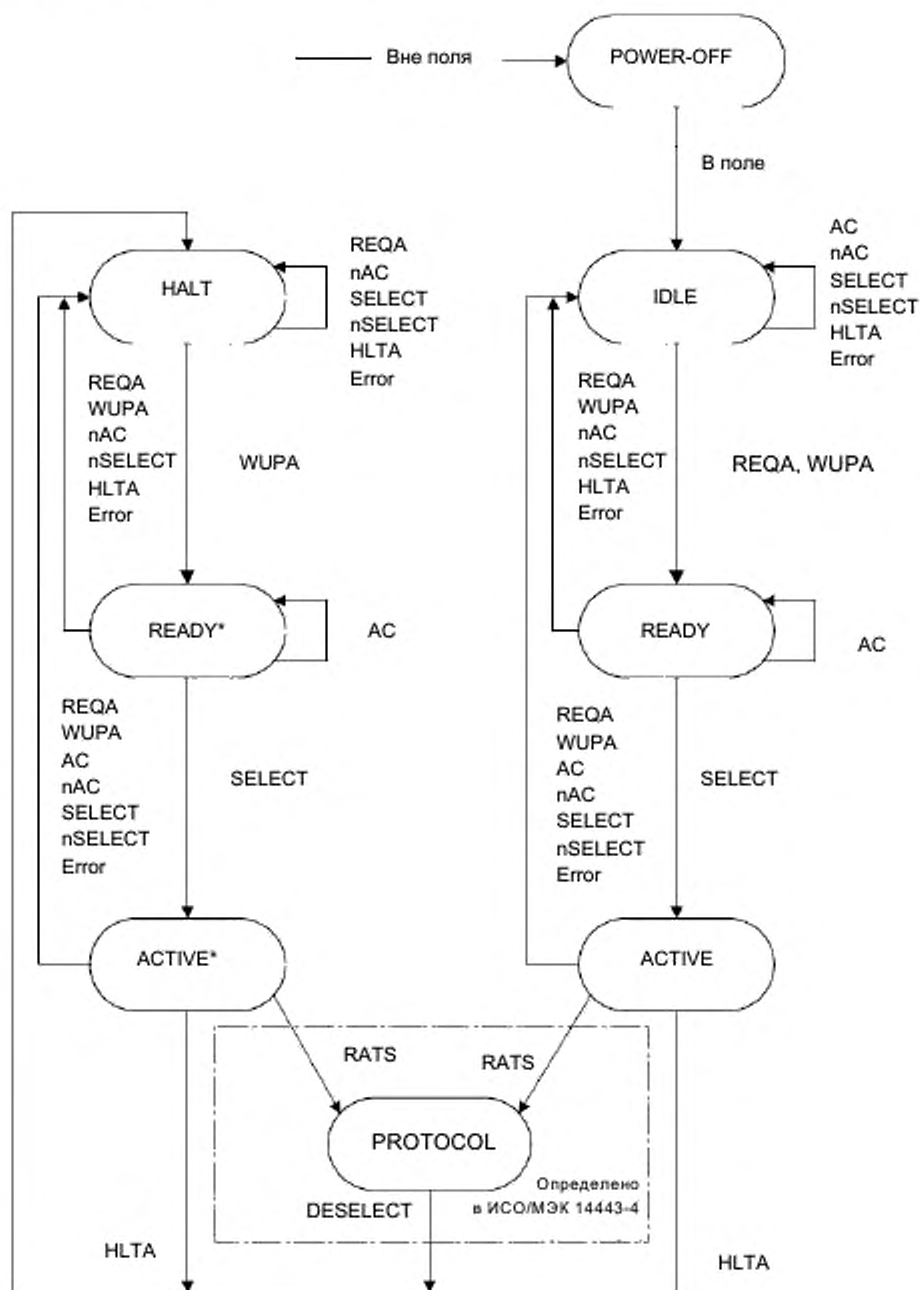 Вне поля
POWER-OFF
В поле
HALT
REQA
nAC
SELECT
nSELECT
HLTA
Error
IDLE
AC
nAC
SELECT
nSELECT
HLTA
Error
REQA
WUPA
nAC
nSELECT
HLTA
Error
WUPA
REQA
WUPA
nAC
nSELECT
HLTA
Error
REQA, WUPA
READY*
AC
READY
AC
REQA
WUPA
AC
nAC
SELECT
nSELECT
Error
SELECT
REQA
WUPA
AC
nAC
SELECT
nSELECT
Error
SELECT
ACTIVE*
ACTIVE
RATS
RATS
PROTOCOL
Определено
в ИСО/МЭК 14443-4
DESELECT
HLTA
HLTA